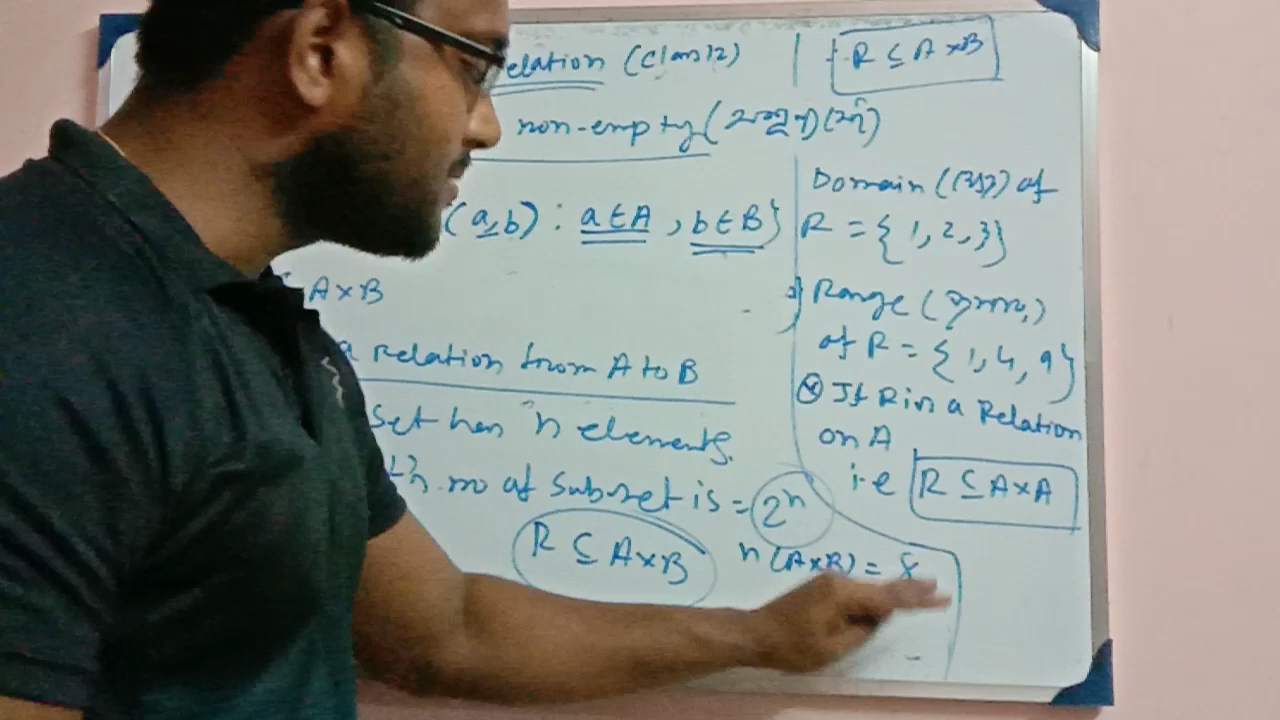 elation (Class 12)
non-empty (
(a, b) : a ∈ A , b ∈ B}
A×B
a Relation from A to B
set has n elements.
no of subset is = 2ⁿ
R ⊆ A×B
n(A×B) = 8
R ⊆ A×B
Domain ( ) of
R = {1, 2, 3}
Range ( )
of R = {1, 4, 9}
If R is a Relation
on A
i.e R ⊆ A×A